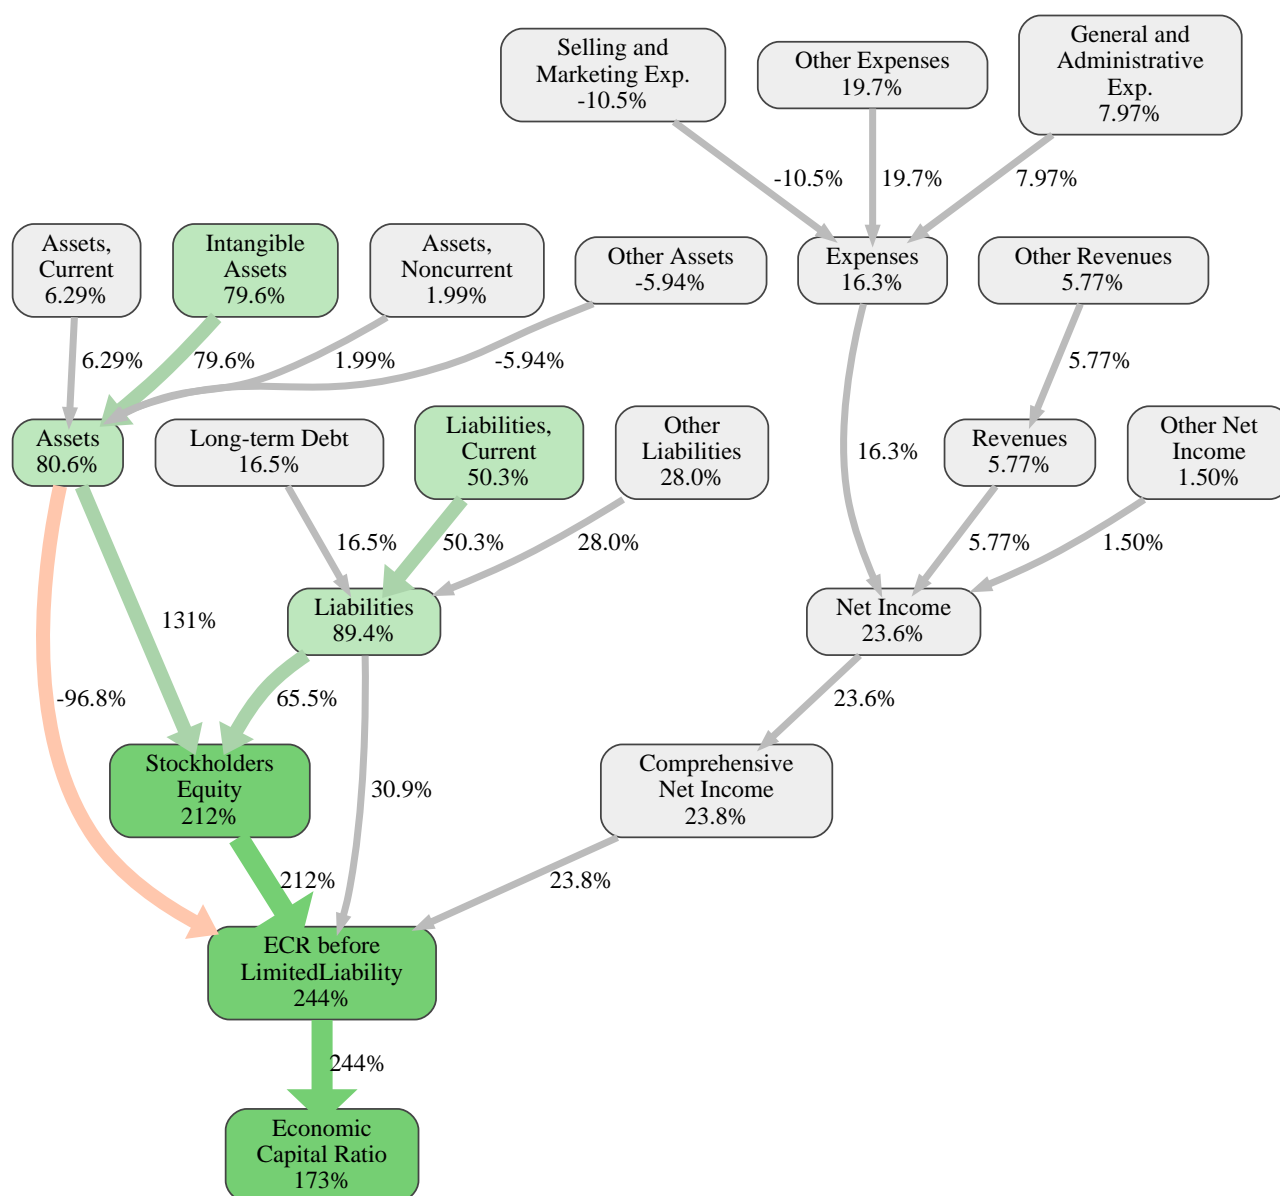 Selling and
Marketing Exp.
-10.5%
Other Expenses
19.7%
General and
Administrative
Exp.
7.97%
-10.5%
19.7%
7.97%
Assets,
Current
6.29%
Intangible
Assets
79.6%
Assets,
Noncurrent
1.99%
Other Assets
-5.94%
Expenses
16.3%
Other Revenues
5.77%
6.29%
79.6%
1.99%
-5.94%
5.77%
Assets
80.6%
Long-term Debt
16.5%
Liabilities,
Current
50.3%
Other
Liabilities
28.0%
16.3%
Revenues
5.77%
Other Net
Income
1.50%
16.5%
50.3%
28.0%
5.77%
1.50%
131%
Liabilities
89.4%
Net Income
23.6%
-96.8%
65.5%
23.6%
Stockholders
Equity
212%
30.9%
Comprehensive
Net Income
23.8%
212%
23.8%
ECR before
LimitedLiability
244%
244%
Economic
Capital Ratio
173%